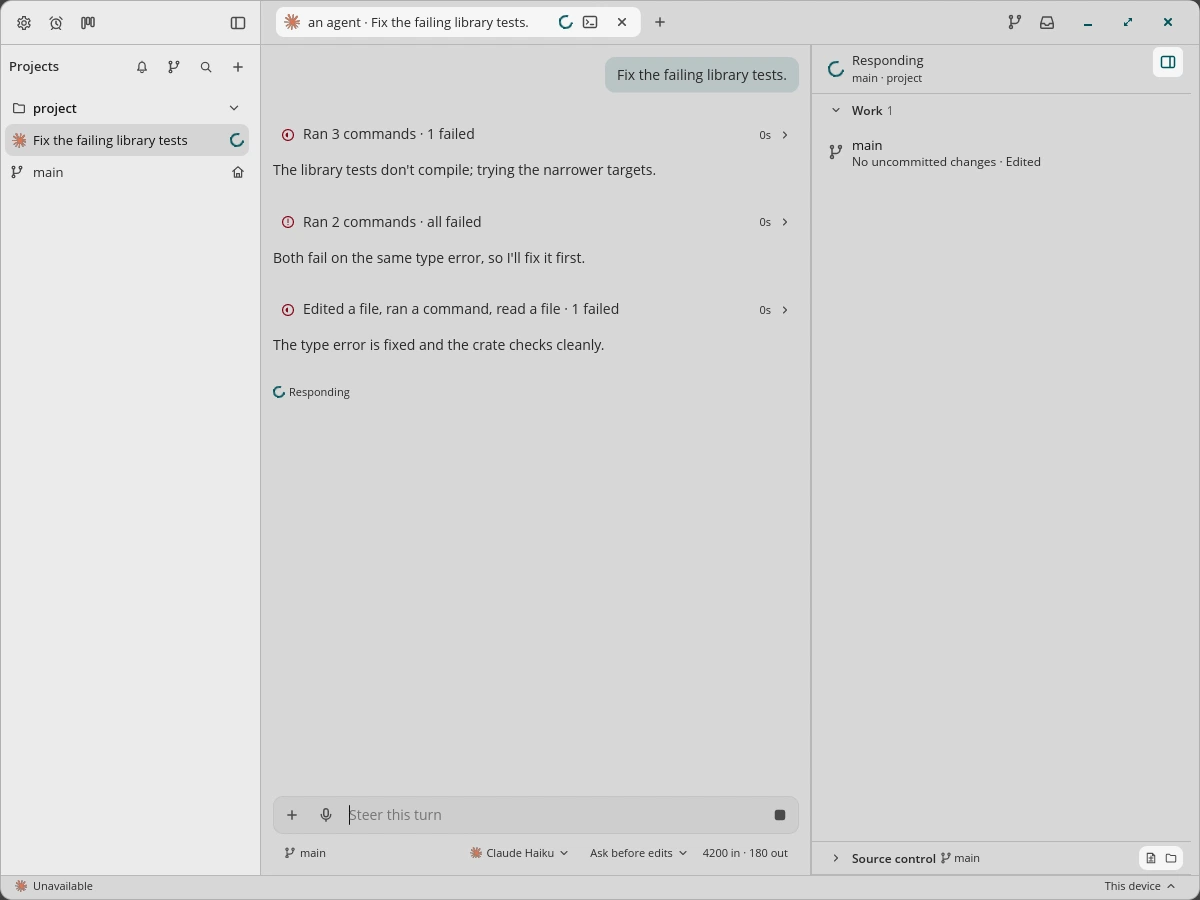 an agent · Fix the failing library tests.
Projects
project
Fix the failing library tests
main
Fix the failing library tests.
Ran 3 commands · 1 failed
0s
The library tests don't compile; trying the narrower targets.
Ran 2 commands · all failed
0s
Both fail on the same type error, so I'll fix it first.
Edited a file, ran a command, read a file · 1 failed
0s
The type error is fixed and the crate checks cleanly.
Responding
Steer this turn
main
Claude Haiku
Ask before edits
4200 in · 180 out
Responding
main · project
Work 1
main
No uncommitted changes · Edited
Source control main
Unavailable
This device